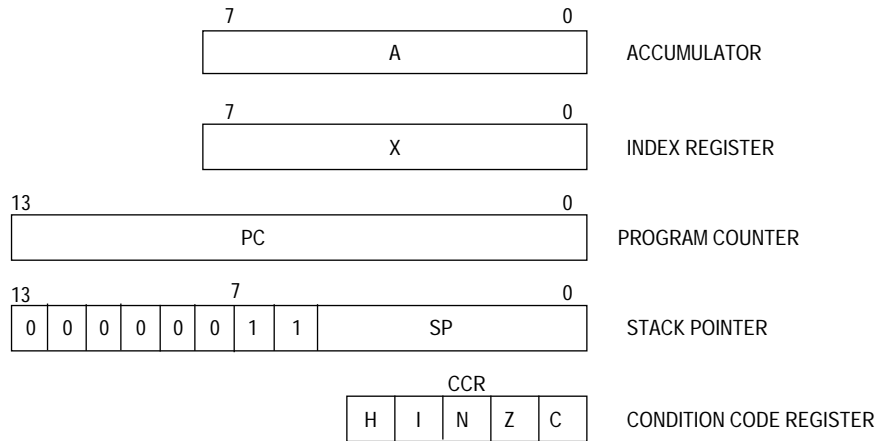 7 0
A ACCUMULATOR
7 0
X INDEX REGISTER
13 0
PC PROGRAM COUNTER
13 7 0
0 0 0 0 0 0 1 1 SP STACK POINTER
CCR
H I N Z C CONDITION CODE REGISTER